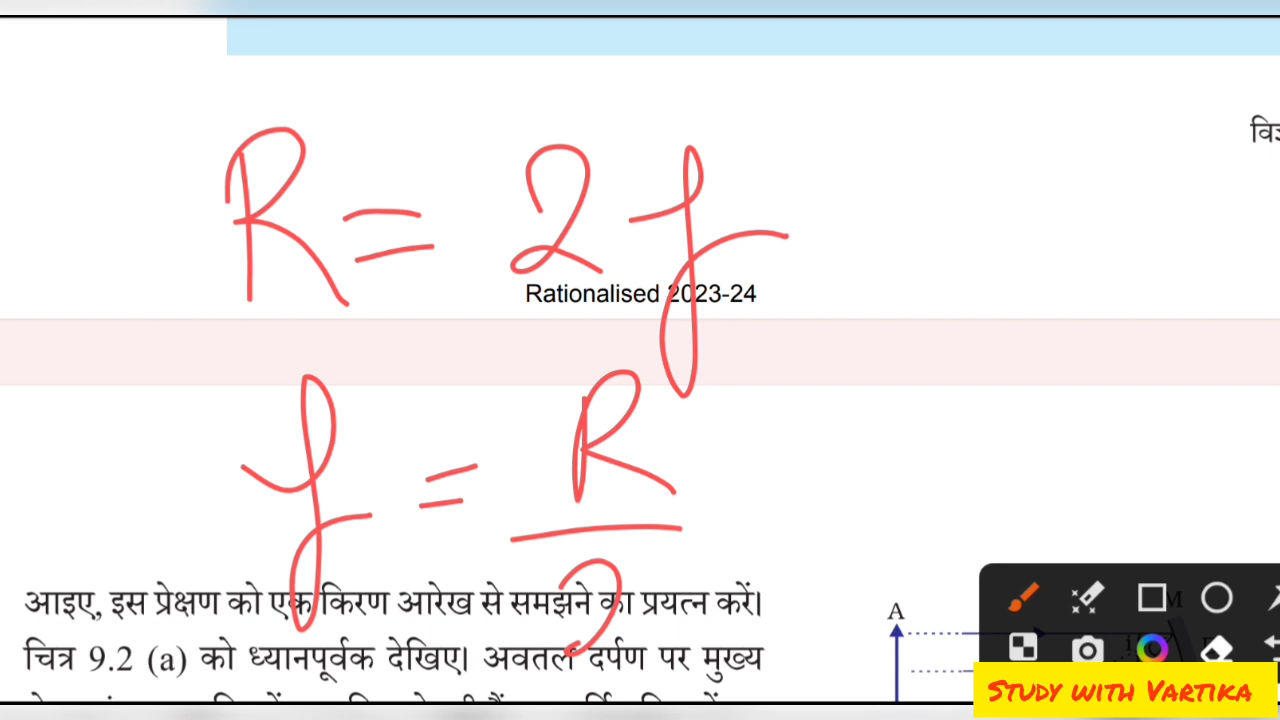 R = 2f
Rationalised 2023-24
f = R/2
आइए, इस प्रेक्षण को एक किरण आरेख से समझने का प्रयत्न करें।
चित्र 9.2 (a) को ध्यानपूर्वक देखिए। अवतल दर्पण पर मुख्य
A
M
STUDY WITH VARTIKA